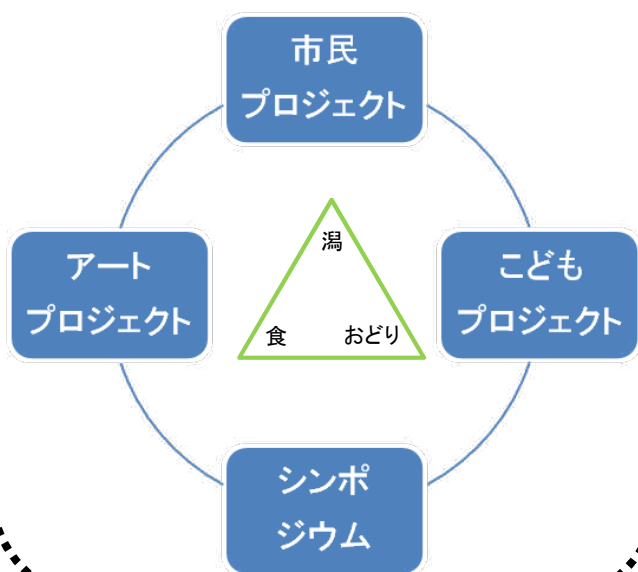 市民
プロジェクト
アート
プロジェクト
潟
食
おどり
こども
プロジェクト
シンポ
ジウム